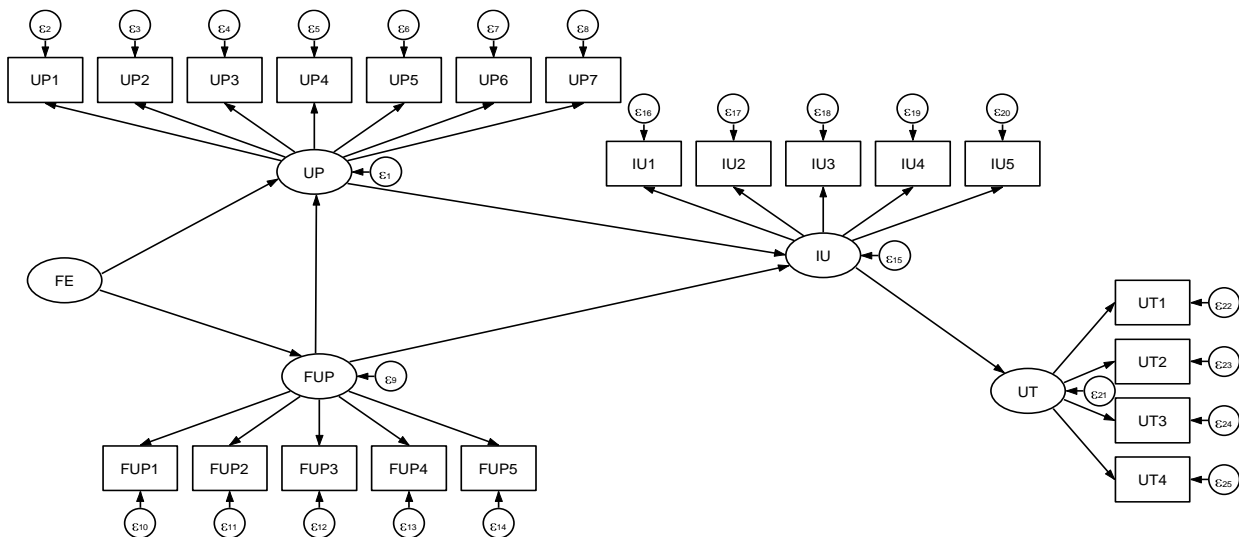 ε2 ε3 ε4 ε5 ε6 ε7 ε8
UP1 UP2 UP3 UP4 UP5 UP6 UP7
ε16 ε17 ε18 ε19 ε20
IU1 IU2 IU3 IU4 IU5
UP ε1
IU ε15
FE
UT1 ε22
UT2 ε23
FUP ε9
UT ε21
UT3 ε24
FUP1 FUP2 FUP3 FUP4 FUP5
UT4 ε25
ε10 ε11 ε12 ε13 ε14